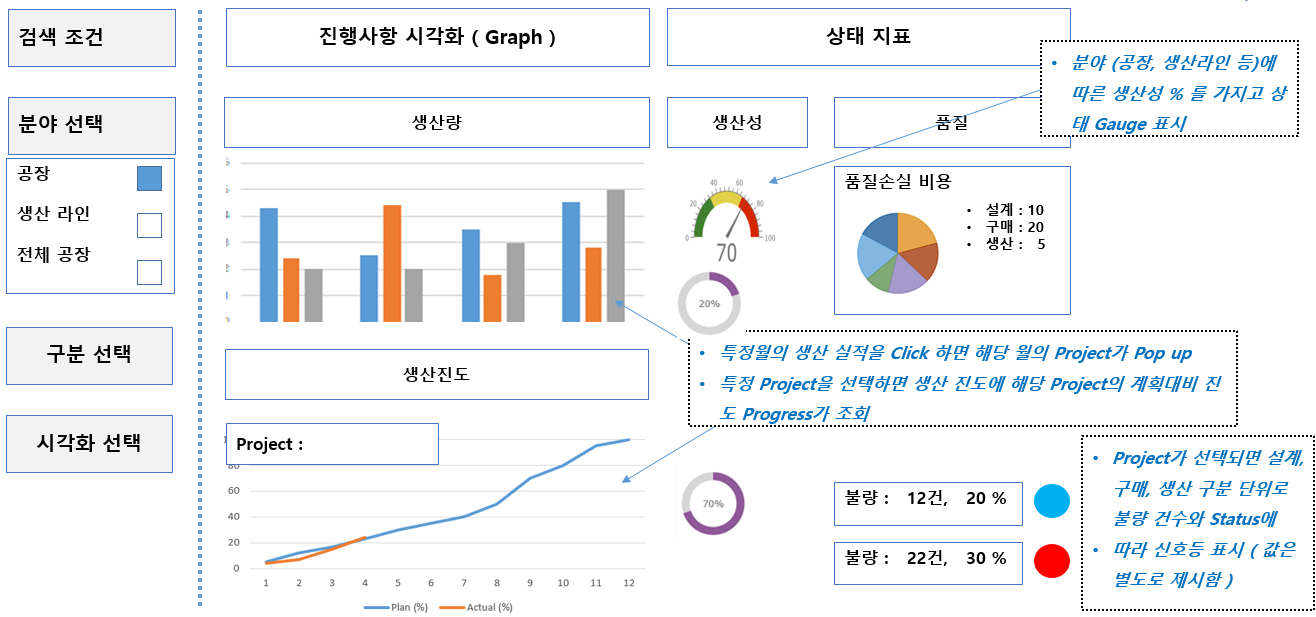 검색 조건
진행사항 시각화 ( Graph )
상태 지표
• 분야 (공장, 생산라인 등)에
따른 생산성 % 를 가지고 상
태 Gauge 표시
분야 선택
생산량
생산성
품질
공장
생산 라인
전체 공장
품질손실 비용
• 설계 : 10
• 구매 : 20
• 생산 : 5
0
20
40
60
80
100
70
20%
구분 선택
• 특정월의 생산 실적을 Click 하면 해당 월의 Project가 Pop up
• 특정 Project을 선택하면 생산 진도에 해당 Project의 계획대비 진
도 Progress가 조회
생산진도
시각화 선택
Project :
80
60
40
20
0
1 2 3 4 5 6 7 8 9 10 11 12
Plan (%) Actual (%)
70%
불량 : 12건, 20 %
불량 : 22건, 30 %
• Project가 선택되면 설계,
구매, 생산 구분 단위로
불량 건수와 Status에
• 따라 신호등 표시 ( 값은
별도로 제시함 )